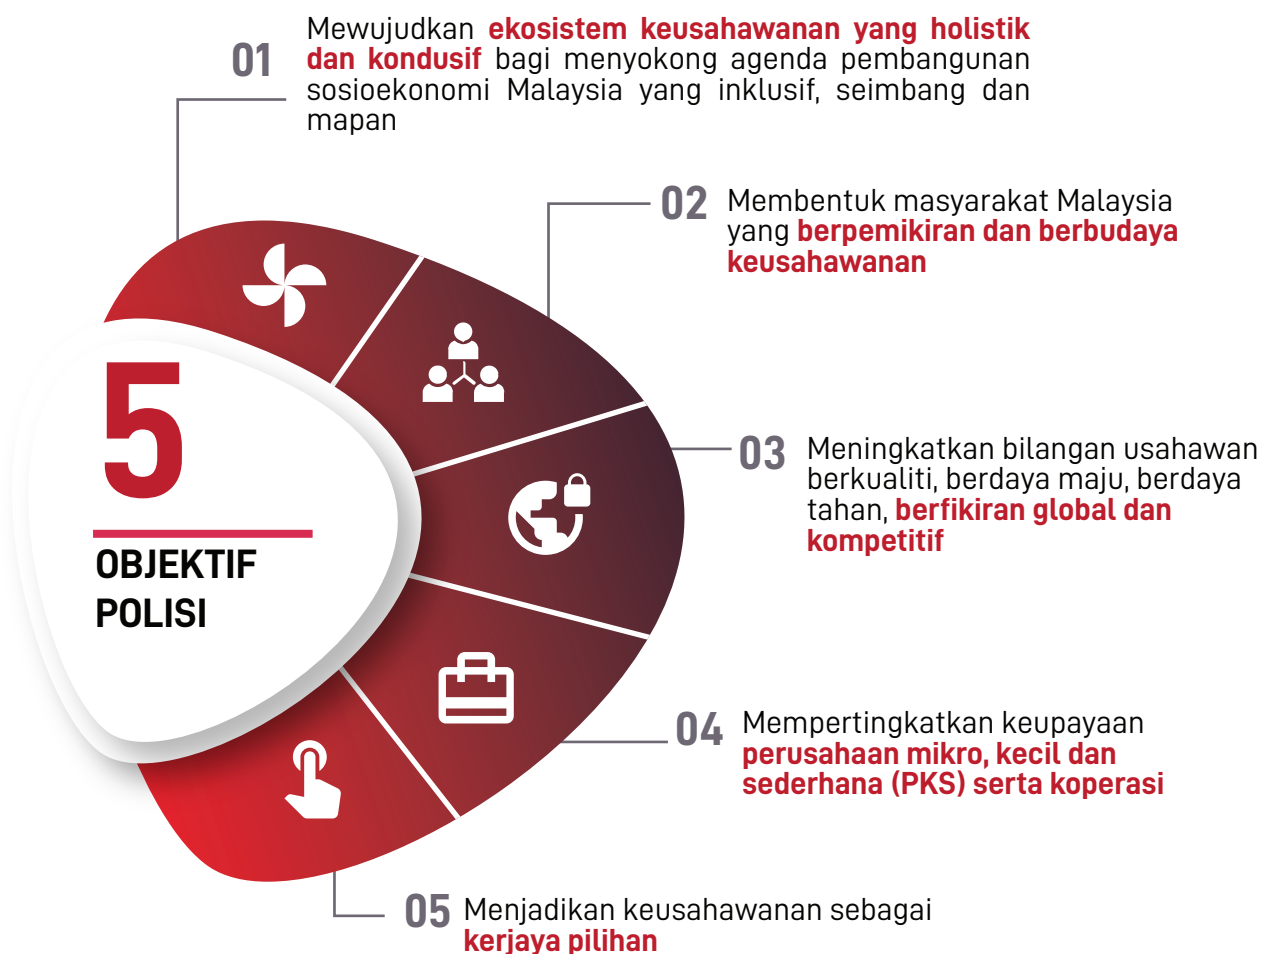 01
Mewujudkan ekosistem keusahawanan yang holistik
dan kondusif bagi menyokong agenda pembangunan
sosioekonomi Malaysia yang inklusif, seimbang dan
mapan
02
Membentuk masyarakat Malaysia
yang berpemikiran dan berbudaya
keusahawanan
5
OBJEKTIF
POLISI
03
Meningkatkan bilangan usahawan
berkualiti, berdaya maju, berdaya
tahan, berfikiran global dan
kompetitif
04
Mempertingkatkan keupayaan
perusahaan mikro, kecil dan
sederhana (PKS) serta koperasi
05
Menjadikan keusahawanan sebagai
kerjaya pilihan